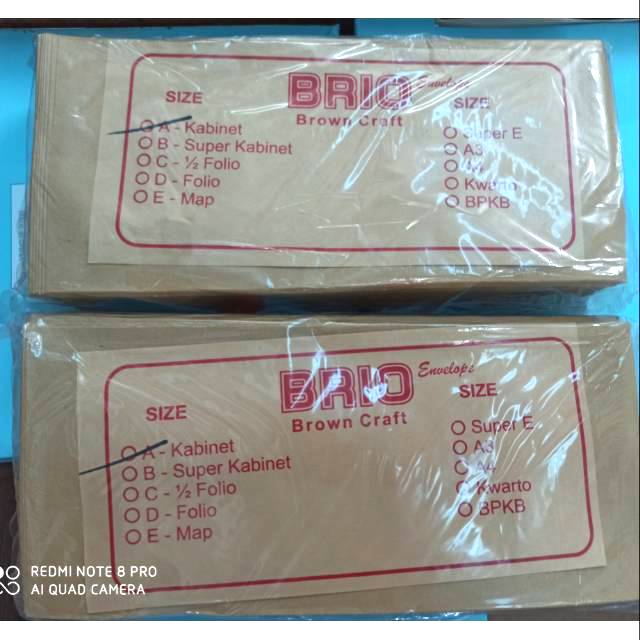 BRIO Envelope
Brown Craft
SIZE
A - Kabinet
B - Super Kabinet
C - ½ Folio
D - Folio
E - Map
SIZE
Super E
A3
A4
Kwarto
BPKB
BRIO Envelope
Brown Craft
SIZE
A - Kabinet
B - Super Kabinet
C - ½ Folio
D - Folio
E - Map
SIZE
Super E
A3
A4
Kwarto
BPKB
REDMI NOTE 8 PRO
AI QUAD CAMERA